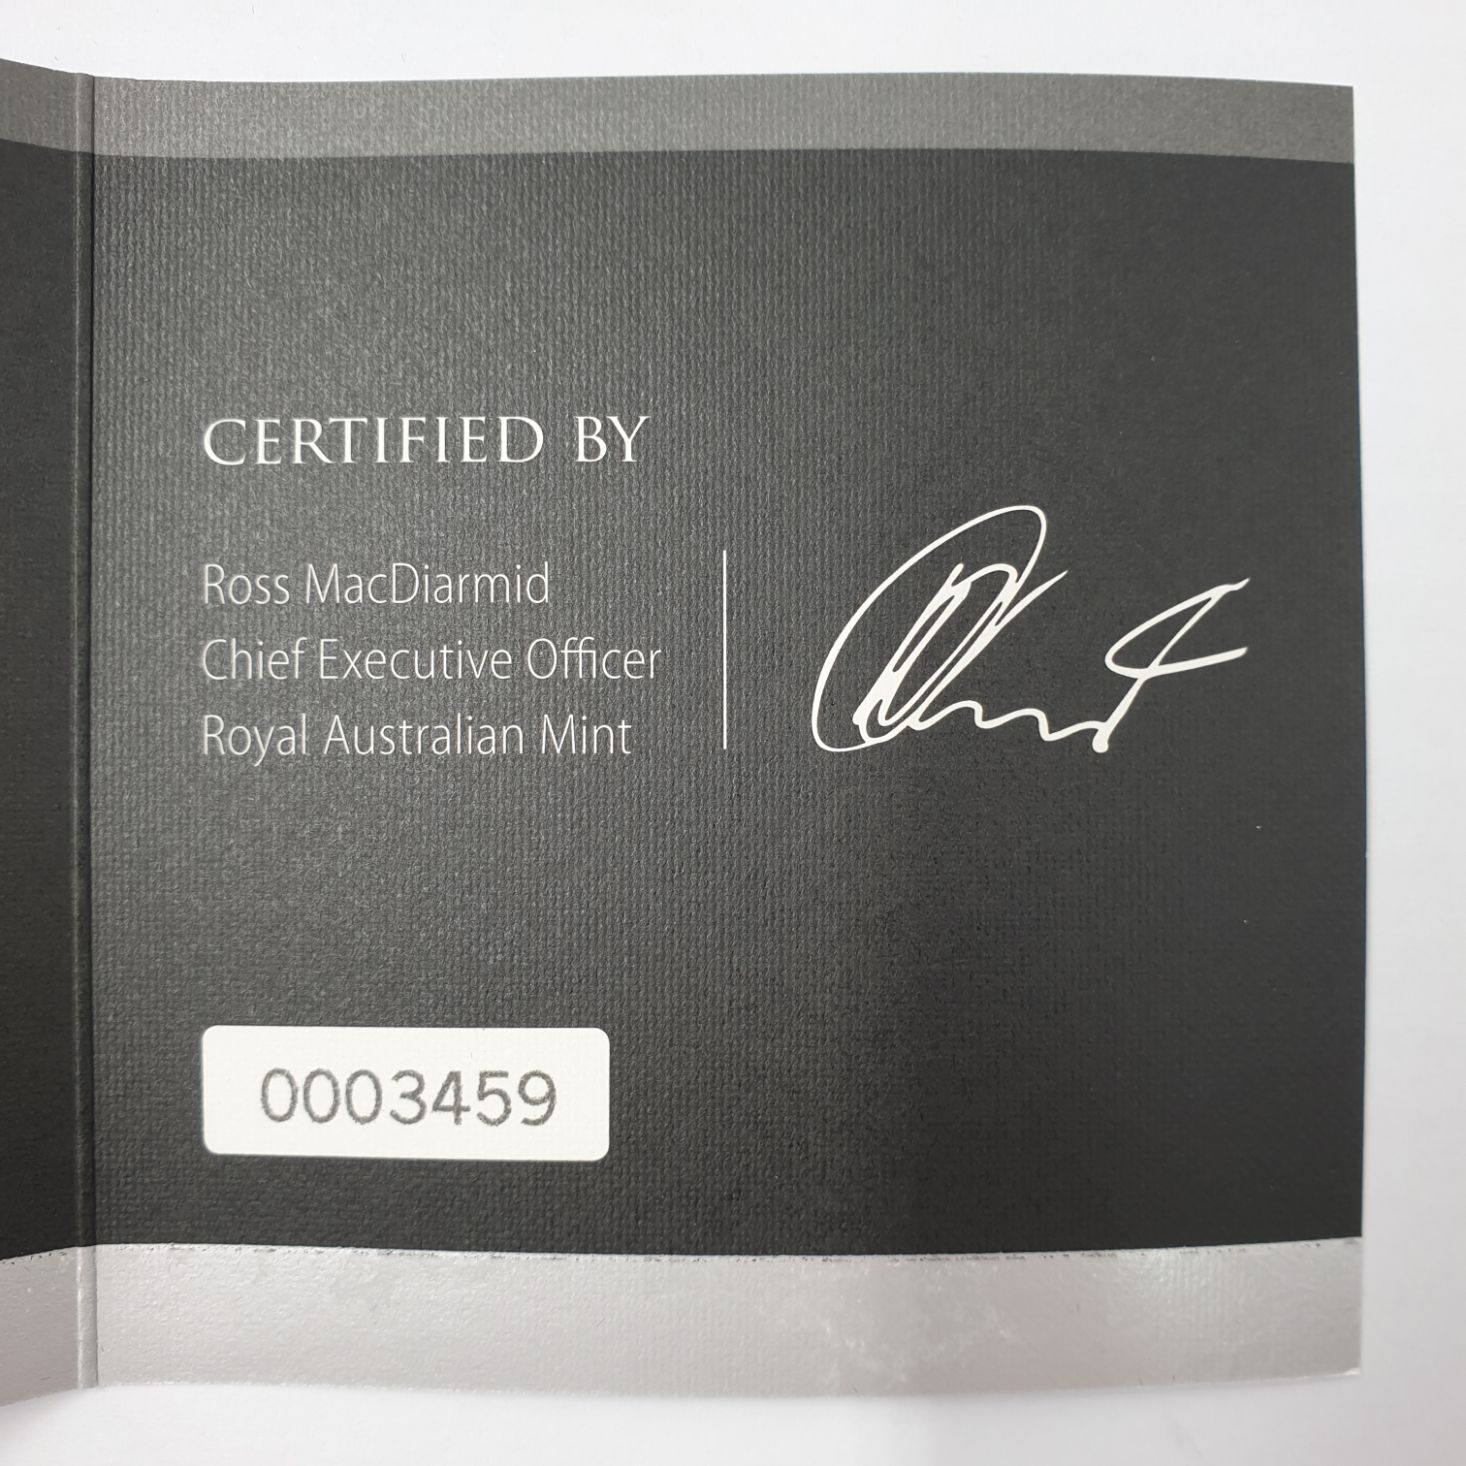 CERTIFIED BY
Ross MacDiarmid
Chief Executive Officer
Royal Australian Mint
0003459